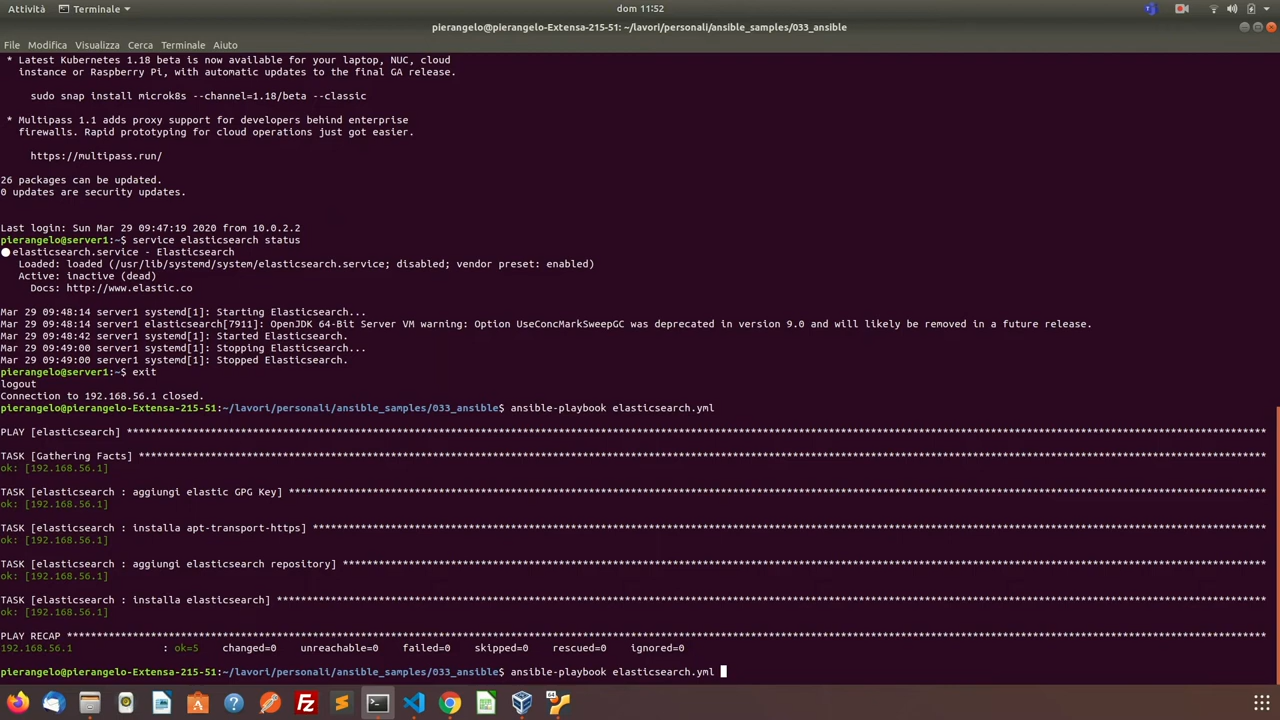 Attività
Terminale
dom 11:52
pierangelo@pierangelo-Extensa-215-51: ~/lavori/personali/ansible_samples/033_ansible
File Modifica Visualizza Cerca Terminale Aiuto
* Latest Kubernetes 1.18 beta is now available for your laptop, NUC, cloud
instance or Raspberry Pi, with automatic updates to the final GA release.
sudo snap install microk8s --channel=1.18/beta --classic
* Multipass 1.1 adds proxy support for developers behind enterprise
firewalls. Rapid prototyping for cloud operations just got easier.
https://multipass.run/
26 packages can be updated.
0 updates are security updates.
Last login: Sun Mar 29 09:47:19 2020 from 10.0.2.2
pierangelo@server1:~$ service elasticsearch status
elasticsearch.service - Elasticsearch
Loaded: loaded (/usr/lib/systemd/system/elasticsearch.service; disabled; vendor preset: enabled)
Active: inactive (dead)
Docs: http://www.elastic.co
Mar 29 09:48:14 server1 systemd[1]: Starting Elasticsearch...
Mar 29 09:48:14 server1 elasticsearch[7911]: OpenJDK 64-Bit Server VM warning: Option UseConcMarkSweepGC was deprecated in version 9.0 and will likely be removed in a future release.
Mar 29 09:48:42 server1 systemd[1]: Started Elasticsearch.
Mar 29 09:49:00 server1 systemd[1]: Stopping Elasticsearch...
Mar 29 09:49:00 server1 systemd[1]: Stopped Elasticsearch.
pierangelo@server1:~$ exit
logout
Connection to 192.168.56.1 closed.
pierangelo@pierangelo-Extensa-215-51:~/lavori/personali/ansible_samples/033_ansible$ ansible-playbook elasticsearch.yml
PLAY [elasticsearch] ****
TASK [Gathering Facts] ****
ok: [192.168.56.1]
TASK [elasticsearch : aggiungi elastic GPG Key] ****
ok: [192.168.56.1]
TASK [elasticsearch : installa apt-transport-https] ****
ok: [192.168.56.1]
TASK [elasticsearch : aggiungi elasticsearch repository] ****
ok: [192.168.56.1]
TASK [elasticsearch : installa elasticsearch] ****
ok: [192.168.56.1]
PLAY RECAP ****
192.168.56.1 : ok=5 changed=0 unreachable=0 failed=0 skipped=0 rescued=0 ignored=0
pierangelo@pierangelo-Extensa-215-51:~/lavori/personali/ansible_samples/033_ansible$ ansible-playbook elasticsearch.yml